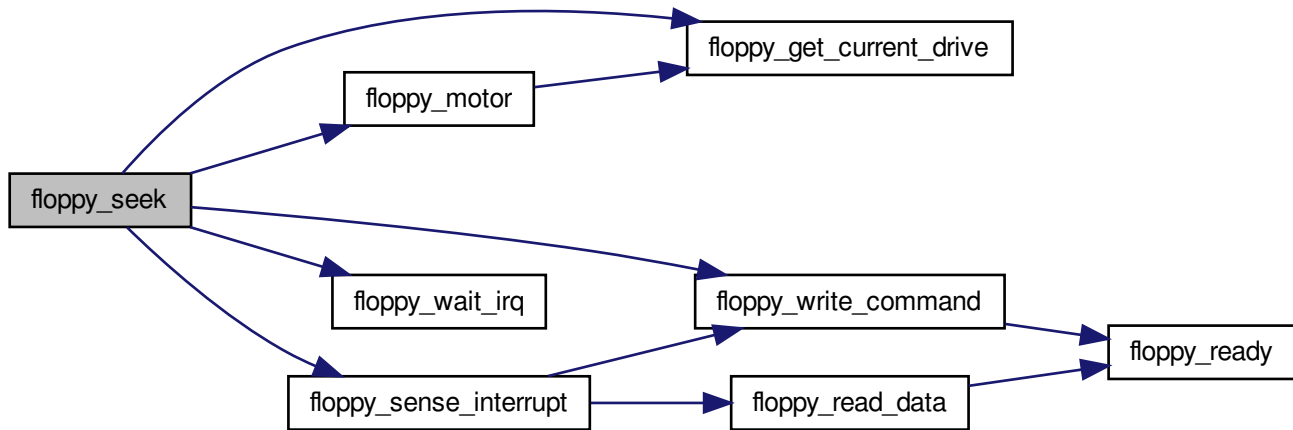 floppy_get_current_drive
floppy_motor
floppy_seek
floppy_wait_irq
floppy_write_command
floppy_ready
floppy_sense_interrupt
floppy_read_data